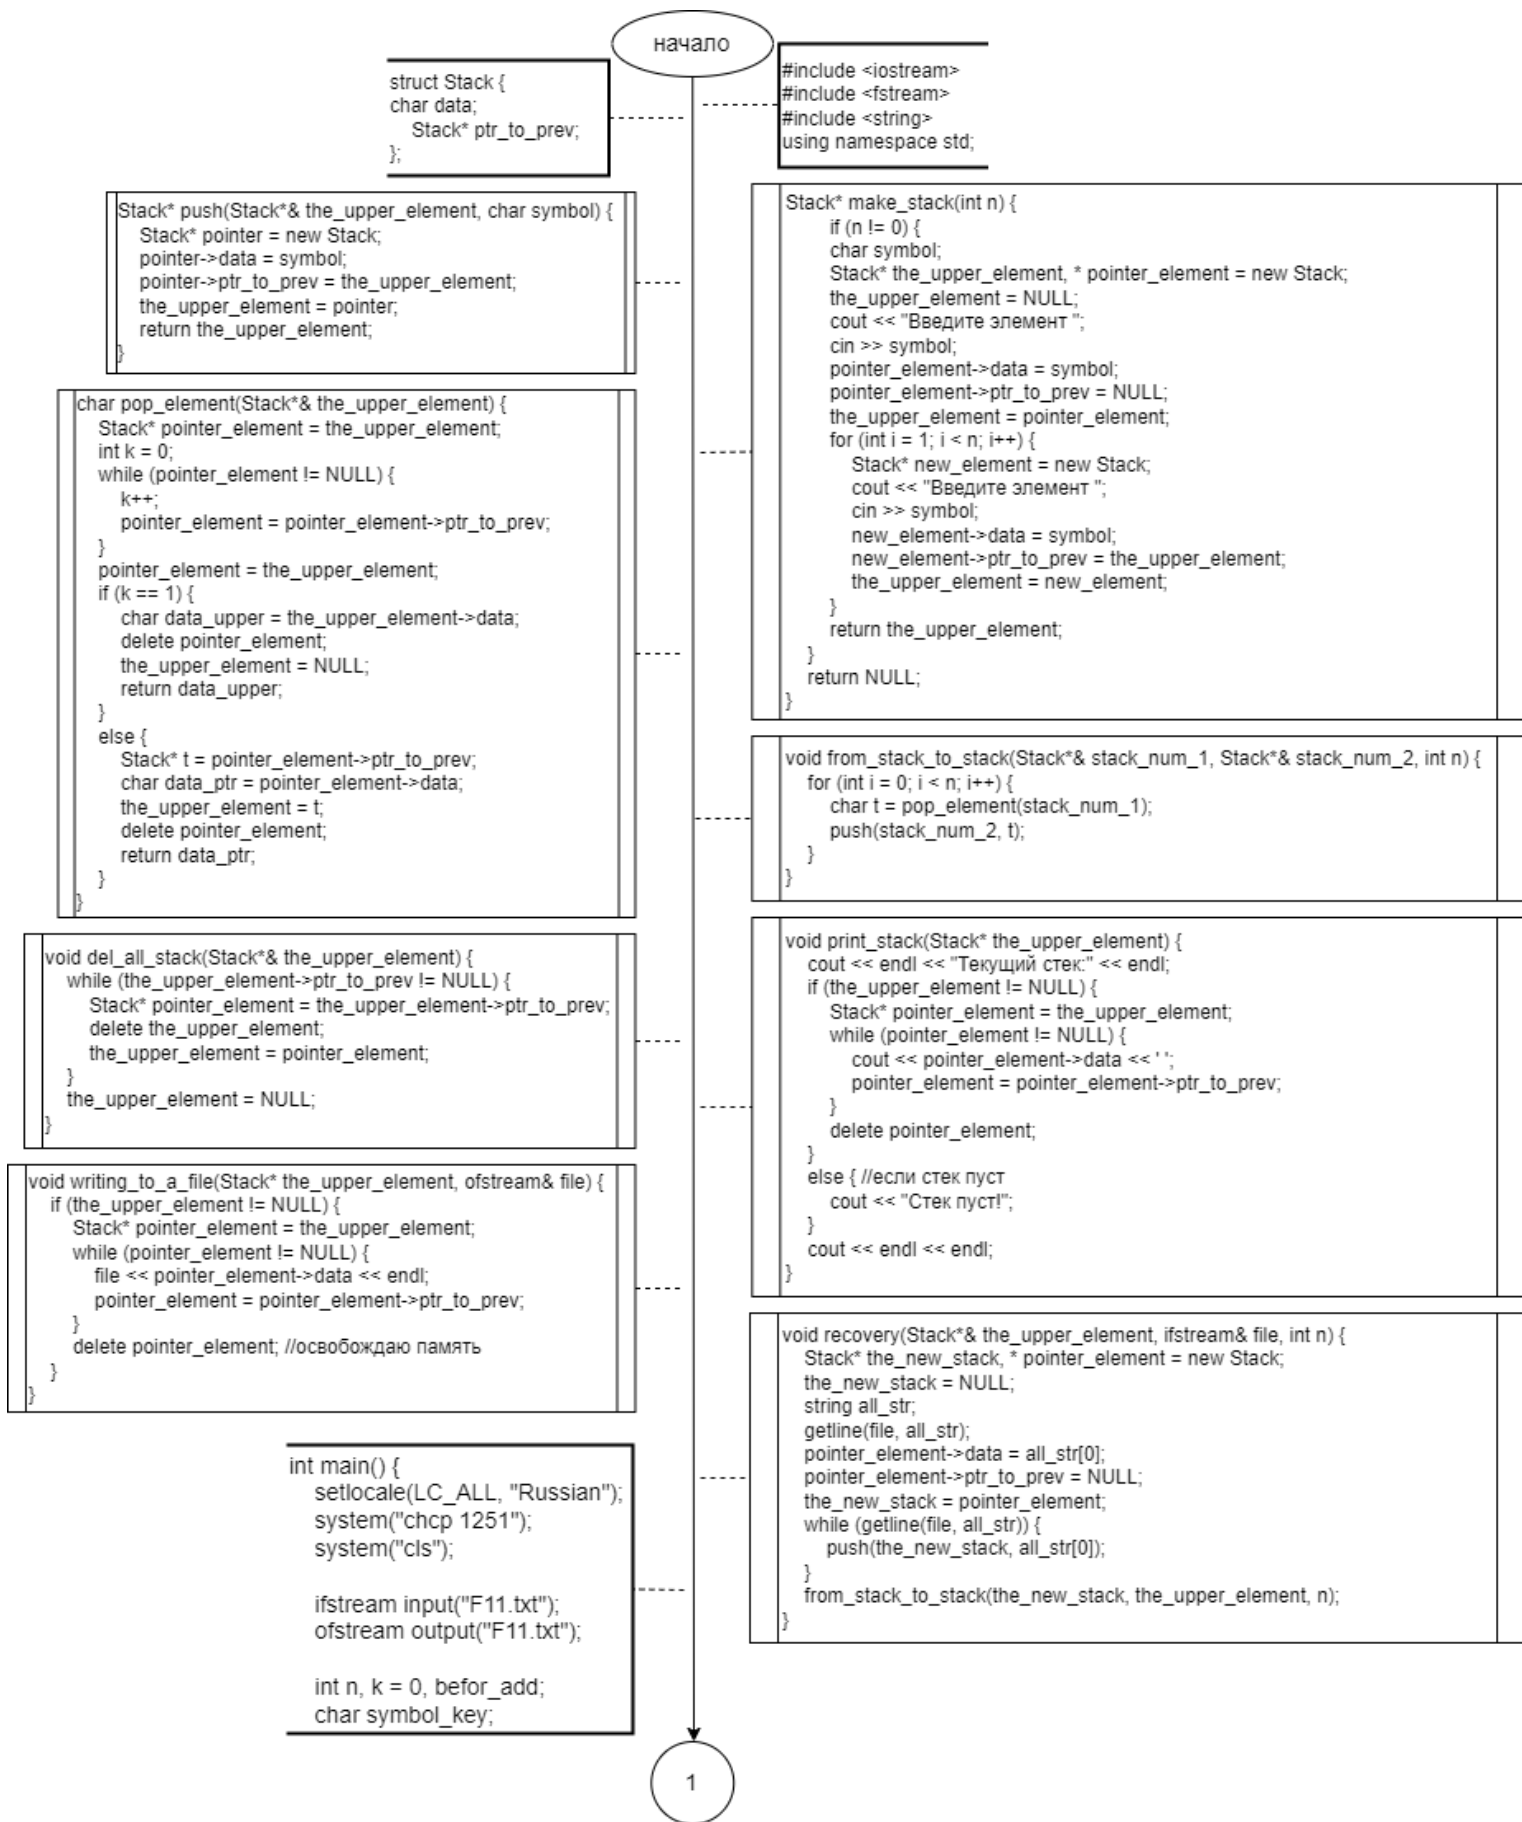 начало
struct Stack {
char data;
Stack* ptr_to_prev;
};
#include <iostream>
#include <fstream>
#include <string>
using namespace std;
Stack* push(Stack*& the_upper_element, char symbol) {
Stack* pointer = new Stack;
pointer->data = symbol;
pointer->ptr_to_prev = the_upper_element;
the_upper_element = pointer;
return the_upper_element;
}
Stack* make_stack(int n) {
if (n != 0) {
char symbol;
Stack* the_upper_element, * pointer_element = new Stack;
the_upper_element = NULL;
cout << "Введите элемент ";
cin >> symbol;
pointer_element->data = symbol;
pointer_element->ptr_to_prev = NULL;
the_upper_element = pointer_element;
for (int i = 1; i < n; i++) {
Stack* new_element = new Stack;
cout << "Введите элемент ";
cin >> symbol;
new_element->data = symbol;
new_element->ptr_to_prev = the_upper_element;
the_upper_element = new_element;
}
return the_upper_element;
}
return NULL;
}
char pop_element(Stack*& the_upper_element) {
Stack* pointer_element = the_upper_element;
int k = 0;
while (pointer_element != NULL) {
k++;
pointer_element = pointer_element->ptr_to_prev;
}
pointer_element = the_upper_element;
if (k == 1) {
char data_upper = the_upper_element->data;
delete pointer_element;
the_upper_element = NULL;
return data_upper;
}
else {
Stack* t = pointer_element->ptr_to_prev;
char data_ptr = pointer_element->data;
the_upper_element = t;
delete pointer_element;
return data_ptr;
}
}
void from_stack_to_stack(Stack*& stack_num_1, Stack*& stack_num_2, int n) {
for (int i = 0; i < n; i++) {
char t = pop_element(stack_num_1);
push(stack_num_2, t);
}
}
void del_all_stack(Stack*& the_upper_element) {
while (the_upper_element->ptr_to_prev != NULL) {
Stack* pointer_element = the_upper_element->ptr_to_prev;
delete the_upper_element;
the_upper_element = pointer_element;
}
the_upper_element = NULL;
}
void print_stack(Stack* the_upper_element) {
cout << endl << "Текущий стек:" << endl;
if (the_upper_element != NULL) {
Stack* pointer_element = the_upper_element;
while (pointer_element != NULL) {
cout << pointer_element->data << ' ';
pointer_element = pointer_element->ptr_to_prev;
}
delete pointer_element;
}
else { //если стек пуст
cout << "Стек пуст!";
}
cout << endl << endl;
}
void writing_to_a_file(Stack* the_upper_element, ofstream& file) {
if (the_upper_element != NULL) {
Stack* pointer_element = the_upper_element;
while (pointer_element != NULL) {
file << pointer_element->data << endl;
pointer_element = pointer_element->ptr_to_prev;
}
delete pointer_element; //освобождаю память
}
}
void recovery(Stack*& the_upper_element, ifstream& file, int n) {
Stack* the_new_stack, * pointer_element = new Stack;
the_new_stack = NULL;
string all_str;
getline(file, all_str);
pointer_element->data = all_str[0];
pointer_element->ptr_to_prev = NULL;
the_new_stack = pointer_element;
while (getline(file, all_str)) {
push(the_new_stack, all_str[0]);
}
from_stack_to_stack(the_new_stack, the_upper_element, n);
}
int main() {
setlocale(LC_ALL, "Russian");
system("chcp 1251");
system("cls");
ifstream input("F11.txt");
ofstream output("F11.txt");
int n, k = 0, befor_add;
char symbol_key;
1